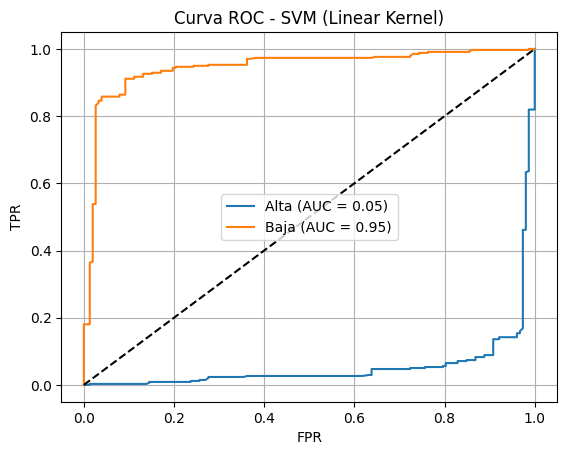 Curva ROC - SVM (Linear Kernel)
1.0
0.8
0.6
0.4
0.2
0.0
TPR
Alta (AUC = 0.05)
Baja (AUC = 0.95)
0.0 0.2 0.4 0.6 0.8 1.0
FPR